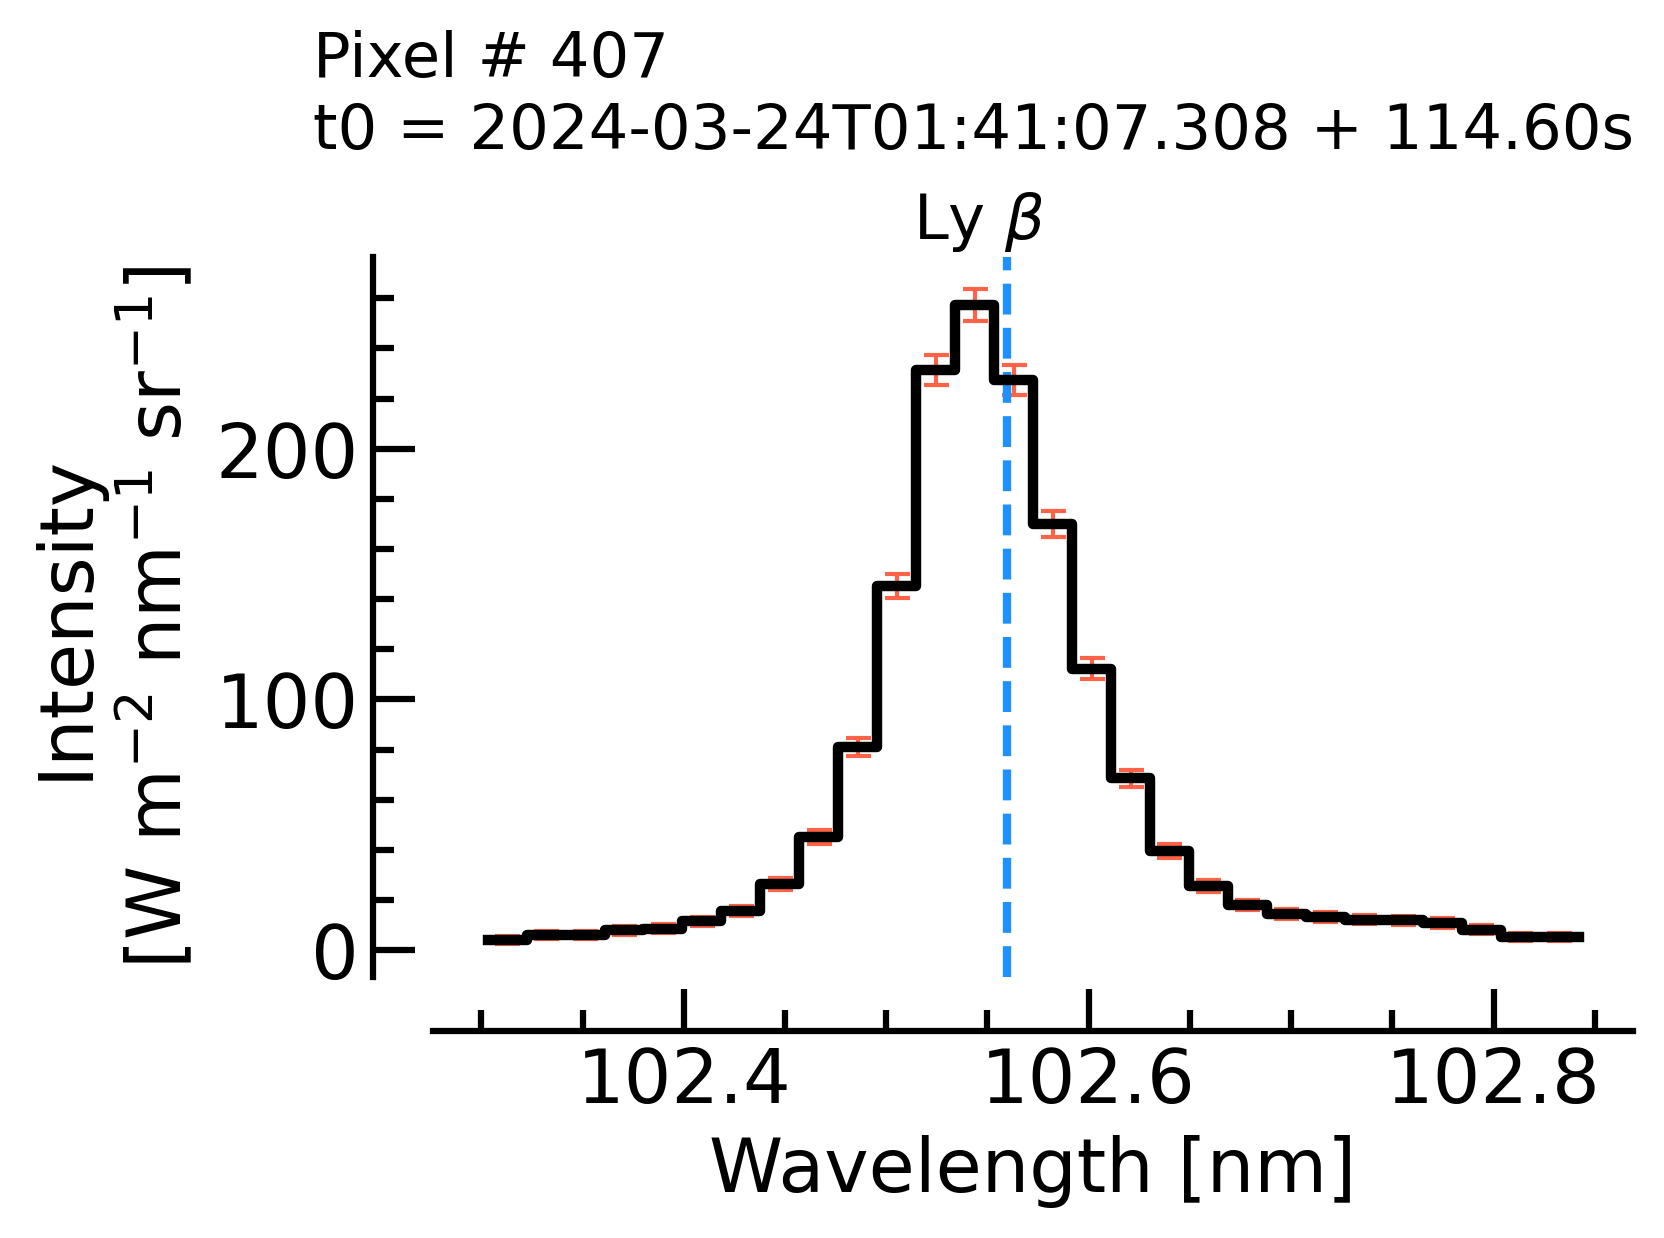 Pixel # 407
t0 = 2024-03-24T01:41:07.308 + 114.60s
Ly β
Intensity
[W m⁻² nm⁻¹ sr⁻¹]
200
100
0
102.4 102.6 102.8
Wavelength [nm]